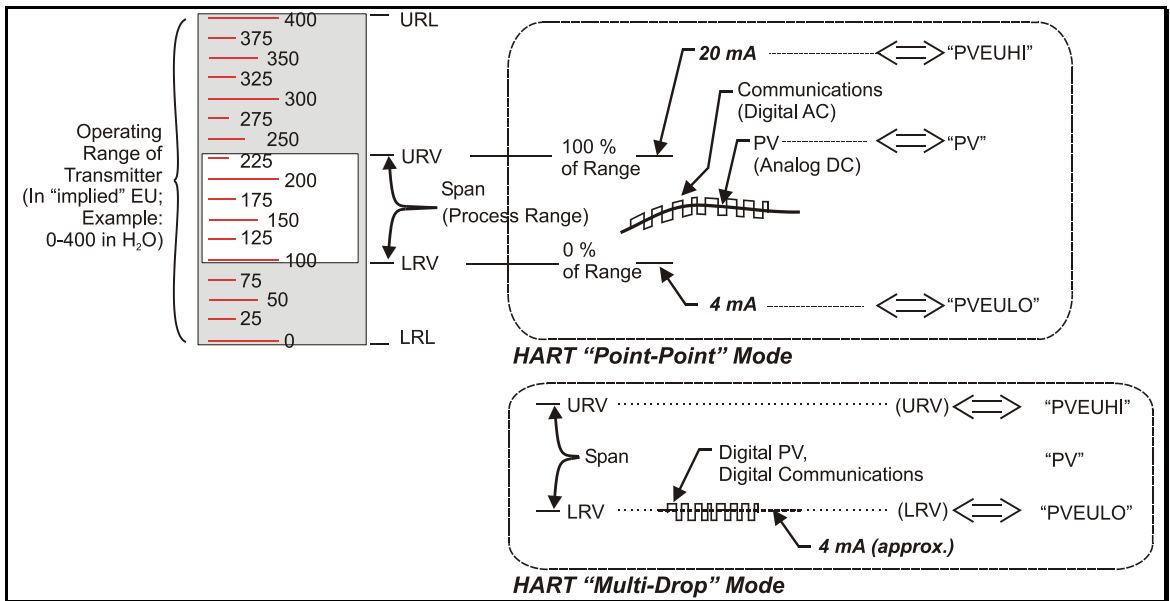 400
375
350
325
300
275
250
225
200
175
150
125
100
75
50
25
0
Operating
Range of
Transmitter
(In “implied” EU;
Example:
0-400 in H₂O)
URL
URV
LRV
LRL
Span
(Process Range)
100 %
of Range
0 %
of Range
20 mA
“PVEUHI”
Communications
(Digital AC)
PV
(Analog DC)
“PV”
4 mA
“PVEULO”
HART “Point-Point” Mode
URV
(URV)
“PVEUHI”
Span
Digital PV,
Digital Communications
“PV”
LRV
(LRV)
“PVEULO”
4 mA (approx.)
HART “Multi-Drop” Mode